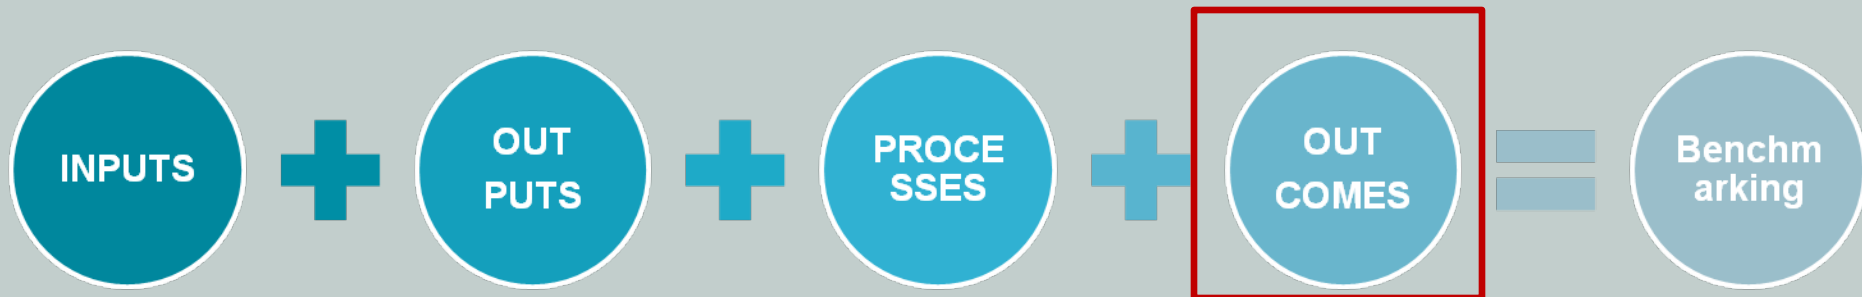 INPUTS
OUT
PUTS
PROCE
SSES
OUT
COMES
Benchm
arking